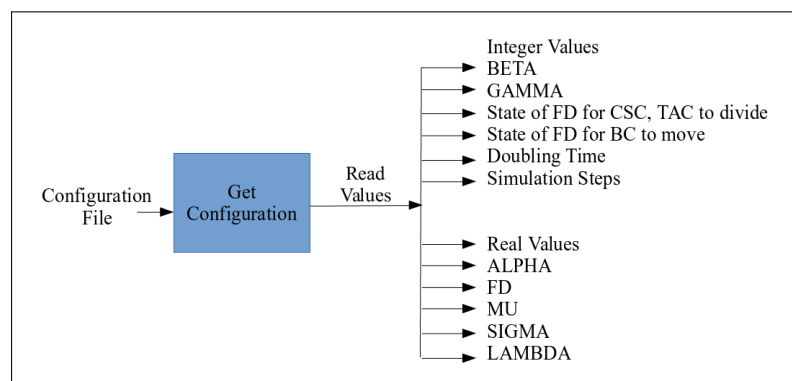 Configuration
File
Get
Configuration
Read
Values
Integer Values
BETA
GAMMA
State of FD for CSC, TAC to divide
State of FD for BC to move
Doubling Time
Simulation Steps
Real Values
ALPHA
FD
MU
SIGMA
LAMBDA